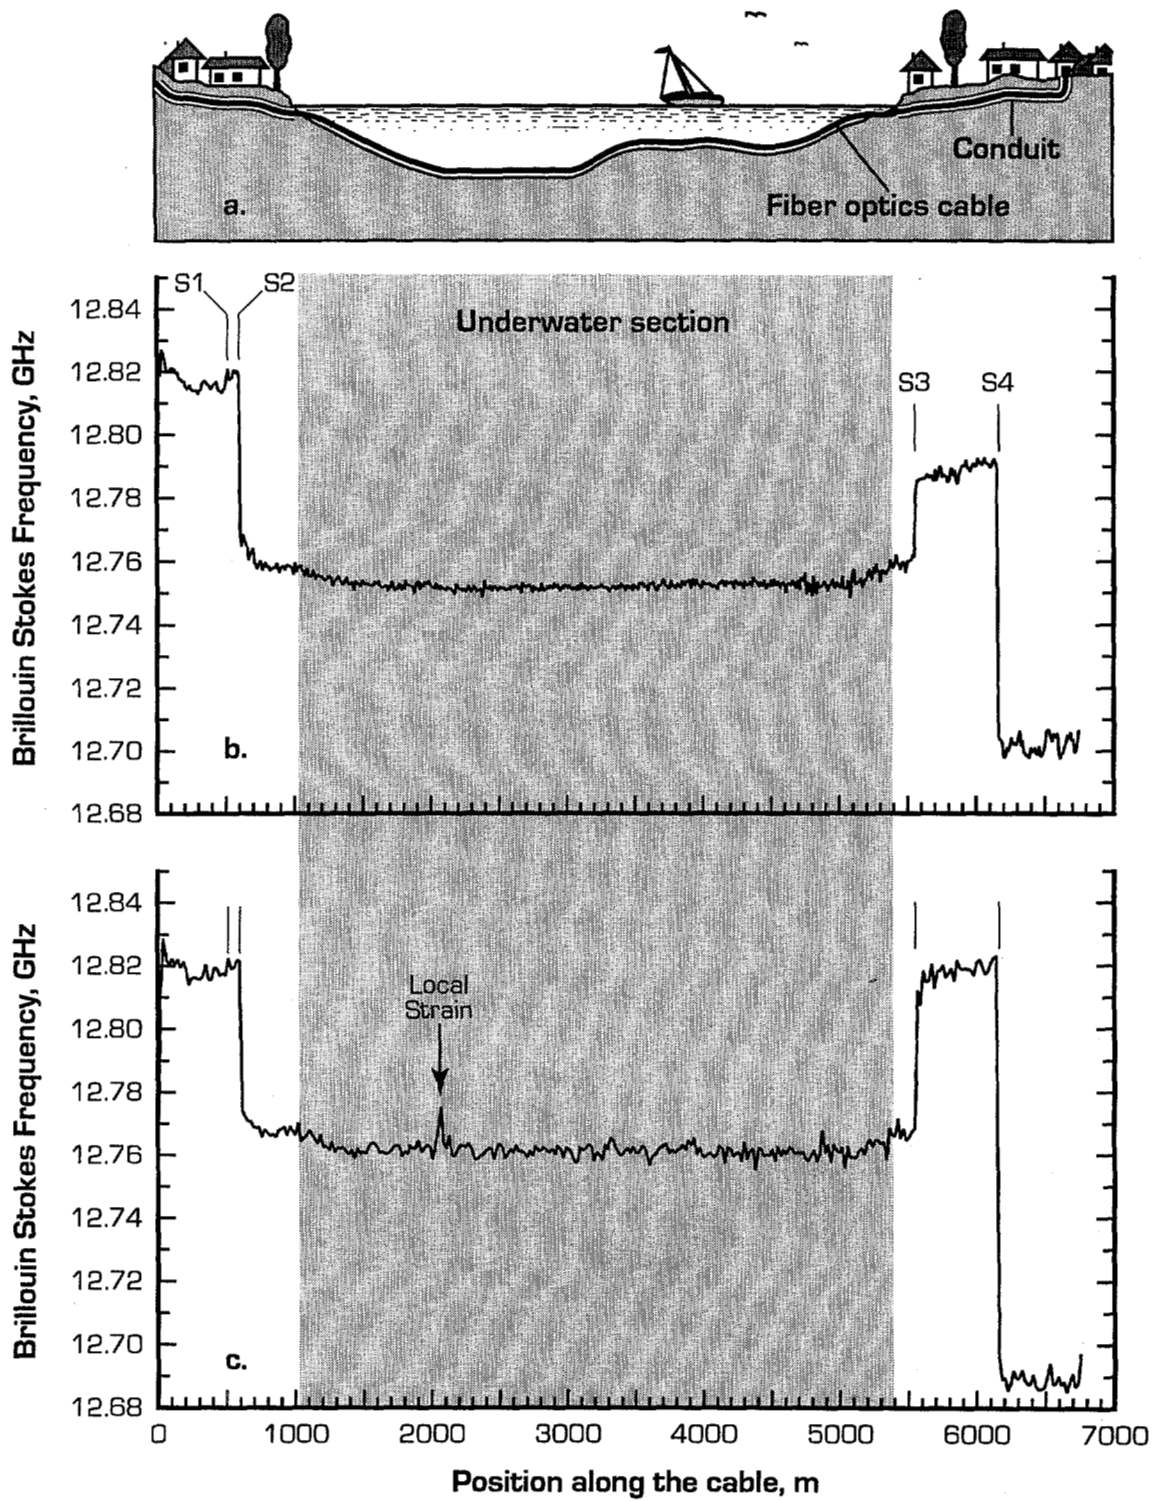 Conduit
Fiber optics cable
a.
S1 S2
Underwater section
S3 S4
12.84
12.82
12.80
12.78
12.76
12.74
12.72
12.70
12.68
Brillouin Stokes Frequency, GHz
b.
12.84
12.82
12.80
12.78
12.76
12.74
12.72
12.70
12.68
Brillouin Stokes Frequency, GHz
Local
Strain
c.
0 1000 2000 3000 4000 5000 6000 7000
Position along the cable, m